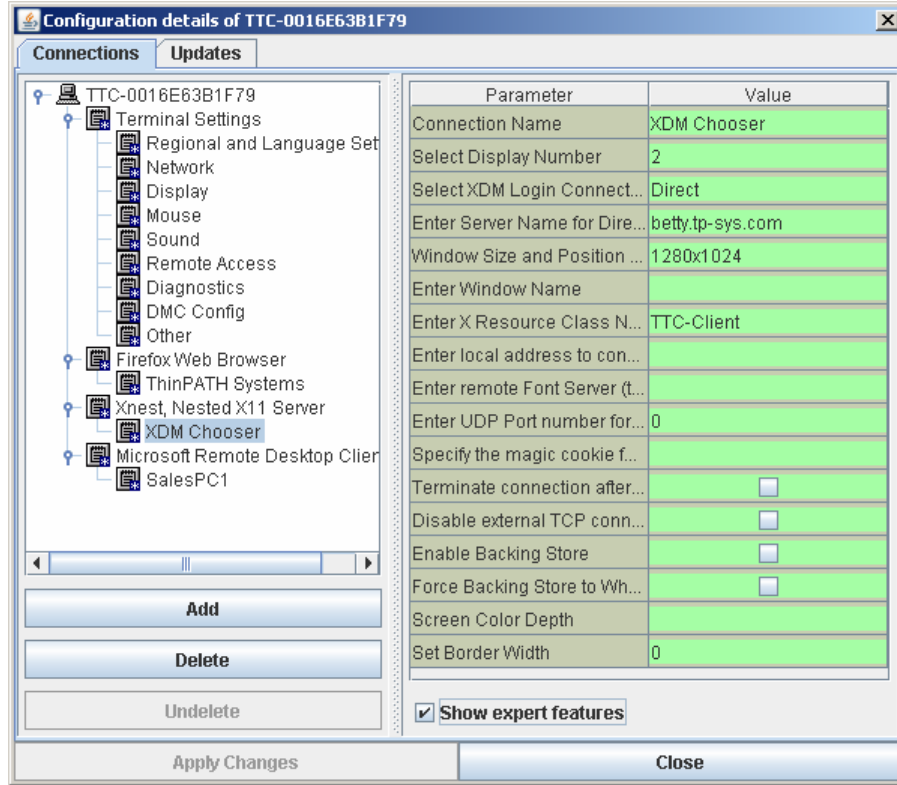 Configuration details of TTC-0016E63B1F79
Connections Updates
TTC-0016E63B1F79
Terminal Settings
Regional and Language Set
Network
Display
Mouse
Sound
Remote Access
Diagnostics
DMC Config
Other
Firefox Web Browser
ThinPATH Systems
Xnest, Nested X11 Server
XDM Chooser
Microsoft Remote Desktop Clier
SalesPC1
Add
Delete
Undelete
Parameter Value
Connection Name XDM Chooser
Select Display Number 2
Select XDM Login Connect... Direct
Enter Server Name for Dire... betty.tp-sys.com
Window Size and Position ... 1280x1024
Enter Window Name
Enter X Resource Class N... TTC-Client
Enter local address to con...
Enter remote Font Server (t...
Enter UDP Port number for... 0
Specify the magic cookie f...
Terminate connection after...
Disable external TCP conn...
Enable Backing Store
Force Backing Store to Wh...
Screen Color Depth
Set Border Width 0
Show expert features
Apply Changes Close